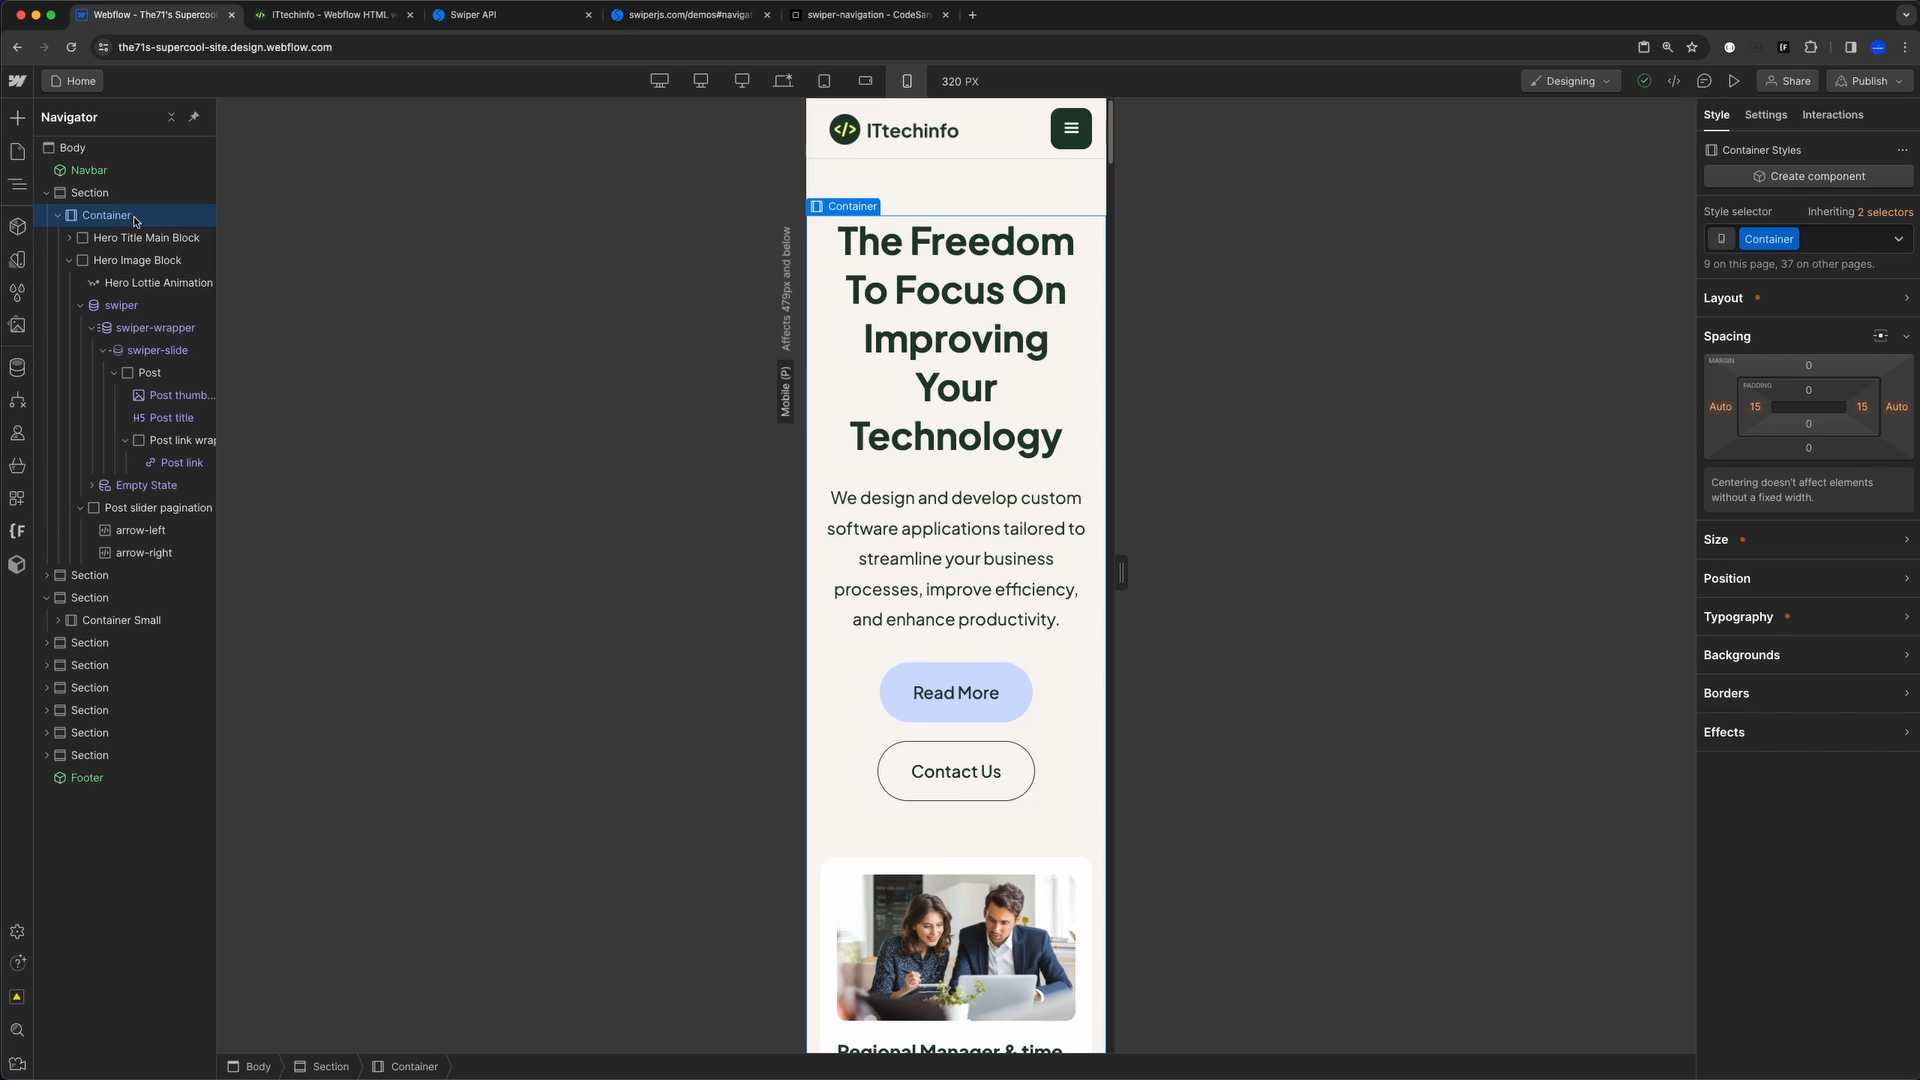 Webflow - The71's Supercool
ITtechinfo - Webflow HTML w
Swiper API
swiperjs.com/demos#navigat
swiper-navigation - CodeSan
the71s-supercool-site.design.webflow.com
Home
320 PX
Designing
Share
Publish
Navigator
Body
Navbar
Section
Container
Hero Title Main Block
Hero Image Block
Hero Lottie Animation
swiper
swiper-wrapper
swiper-slide
Post
Post thumb...
H5 Post title
Post link wrap
Post link
Empty State
Post slider pagination
arrow-left
arrow-right
Section
Section
Container Small
Section
Section
Section
Section
Section
Section
Footer
Affects 479px and below
Mobile (P)
ITtechinfo
Container
The Freedom
To Focus On
Improving
Your
Technology
We design and develop custom
software applications tailored to
streamline your business
processes, improve efficiency,
and enhance productivity.
Read More
Contact Us
Regional Manager & time
Style
Settings
Interactions
Container Styles
Create component
Style selector
Inheriting 2 selectors
Container
9 on this page, 37 on other pages.
Layout
Spacing
MARGIN
0
PADDING
0
Auto
15
15
Auto
0
0
Centering doesn't affect elements
without a fixed width.
Size
Position
Typography
Backgrounds
Borders
Effects
Body
Section
Container